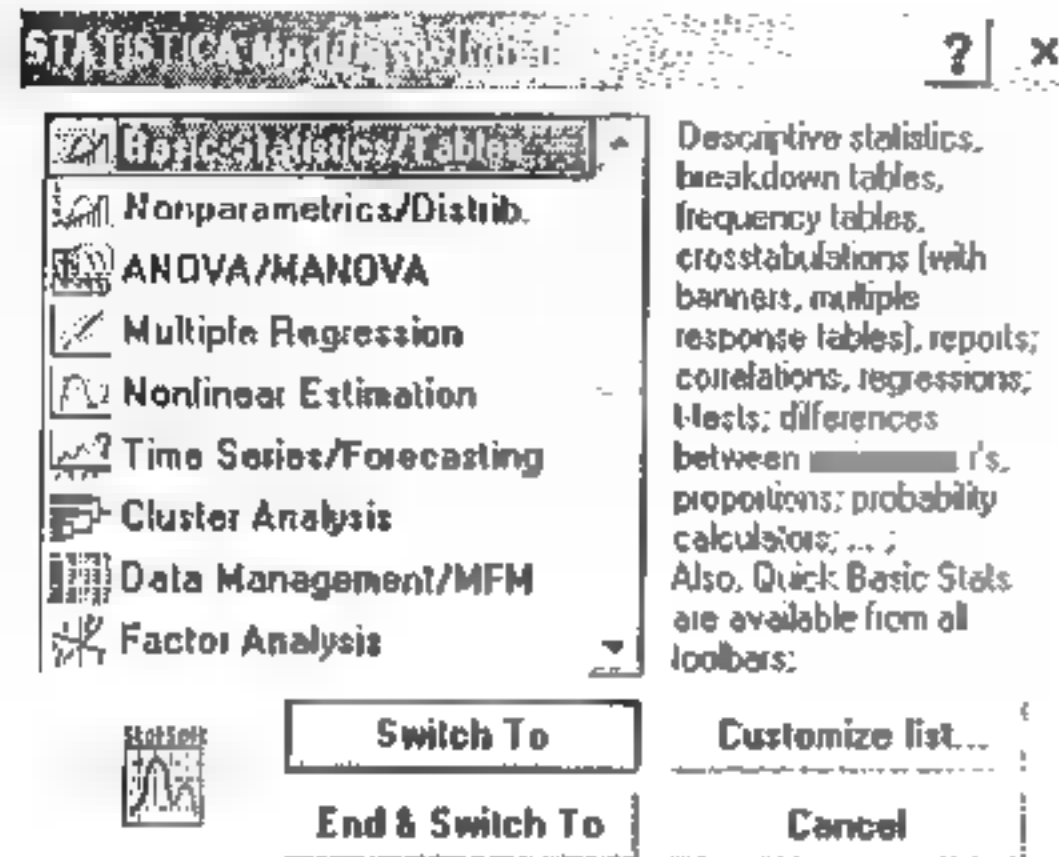 STATISTICA Module Switcher
?
×
Basic Statistics/Tables
Nonparametrics/Distrib.
ANOVA/MANOVA
Multiple Regression
Nonlinear Estimation
Time Series/Forecasting
Cluster Analysis
Data Management/MFM
Factor Analysis
Descriptive statistics,
breakdown tables,
frequency tables,
crosstabulations (with
banners, multiple
response tables), reports;
correlations, regressions;
t-tests; differences
between r's,
proportions; probability
calculators; ... ;
Also, Quick Basic Stats
are available from all
toolbars;
StatSoft
Switch To
Customize list...
End & Switch To
Cancel